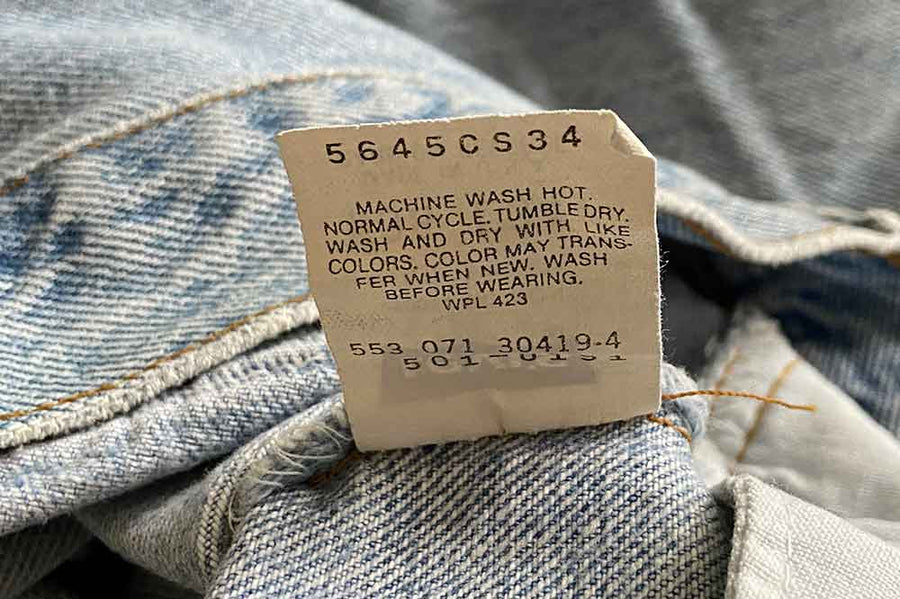 5645CS34
MACHINE WASH HOT.
NORMAL CYCLE. TUMBLE DRY.
WASH AND DRY WITH LIKE
COLORS. COLOR MAY TRANS-
FER WHEN NEW. WASH
BEFORE WEARING.
WPL 423
553 071 30419-4